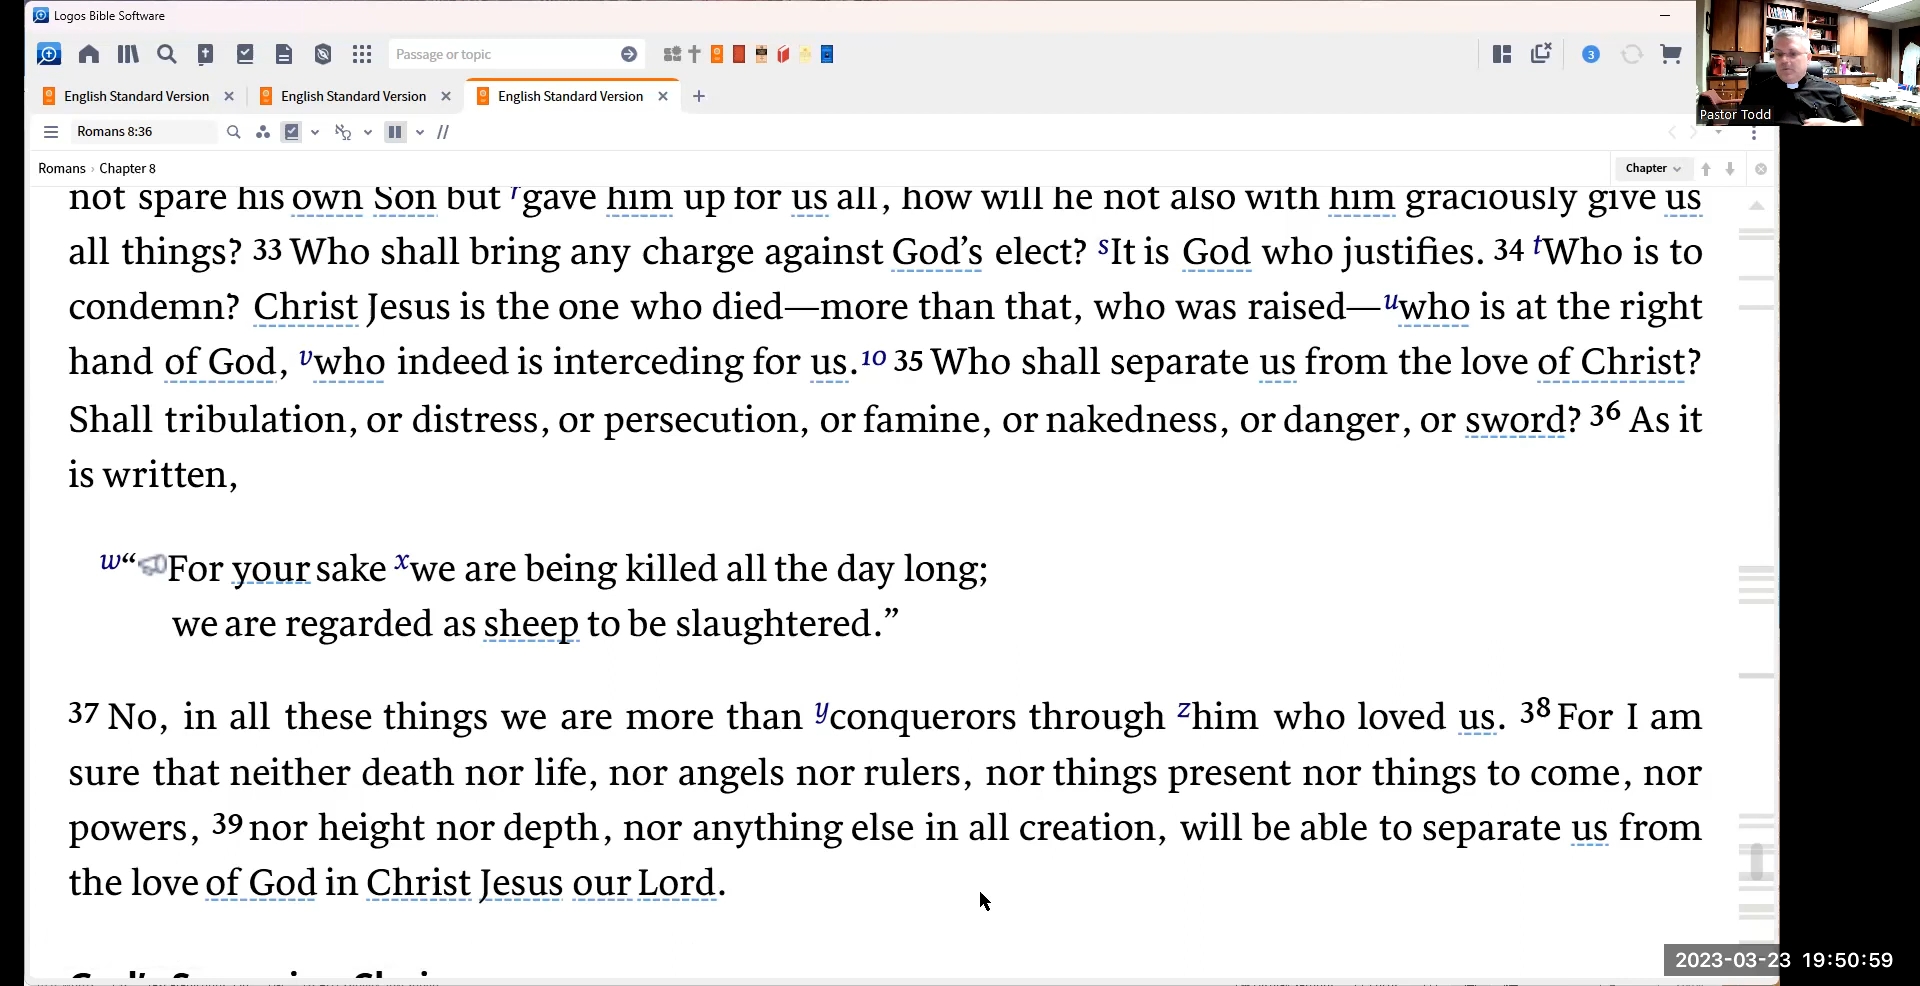 Logos Bible Software
Passage or topic
3
English Standard Version
English Standard Version
English Standard Version
Pastor Todd
Romans 8:36
Romans › Chapter 8
Chapter
not spare his own Son but r gave him up for us all, how will he not also with him graciously give us
all things? 33 Who shall bring any charge against God’s elect? s It is God who justifies. 34 t Who is to
condemn? Christ Jesus is the one who died—more than that, who was raised—u who is at the right
hand of God, v who indeed is interceding for us.10 35 Who shall separate us from the love of Christ?
Shall tribulation, or distress, or persecution, or famine, or nakedness, or danger, or sword? 36 As it
is written,
w “For your sake x we are being killed all the day long;
we are regarded as sheep to be slaughtered.”
37 No, in all these things we are more than y conquerors through z him who loved us. 38 For I am
sure that neither death nor life, nor angels nor rulers, nor things present nor things to come, nor
powers, 39 nor height nor depth, nor anything else in all creation, will be able to separate us from
the love of God in Christ Jesus our Lord.
2023-03-23 19:50:59